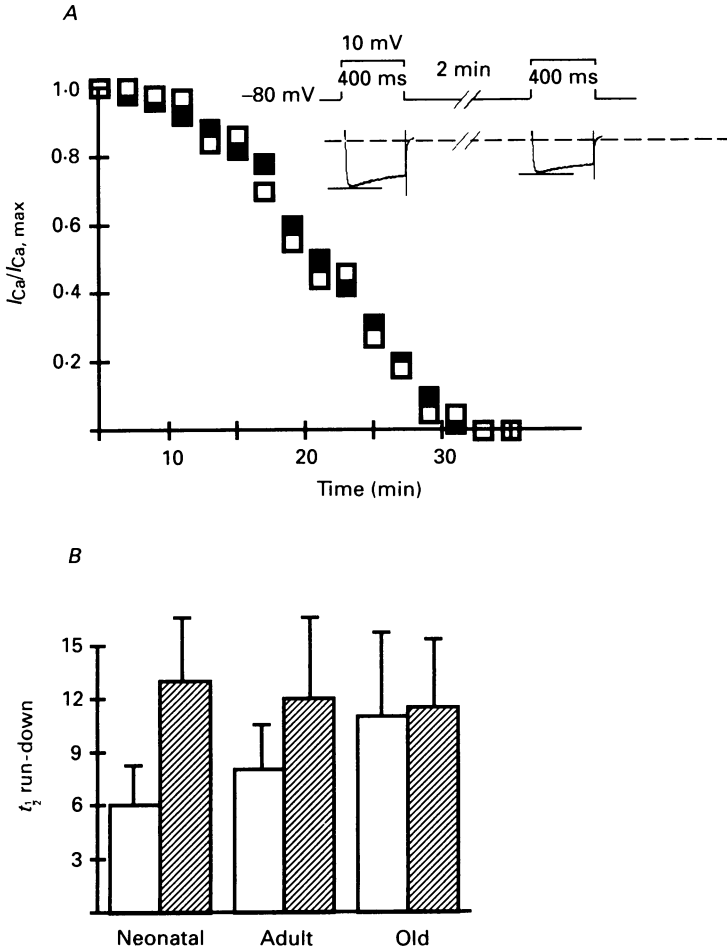 A
10 mV
400 ms
2 min
400 ms
−80 mV
1·0
0·8
0·6
0·4
0·2
ICa/ICa, max
10
20
30
Time (min)
B
15
12
9
6
3
t½ run-down
Neonatal
Adult
Old